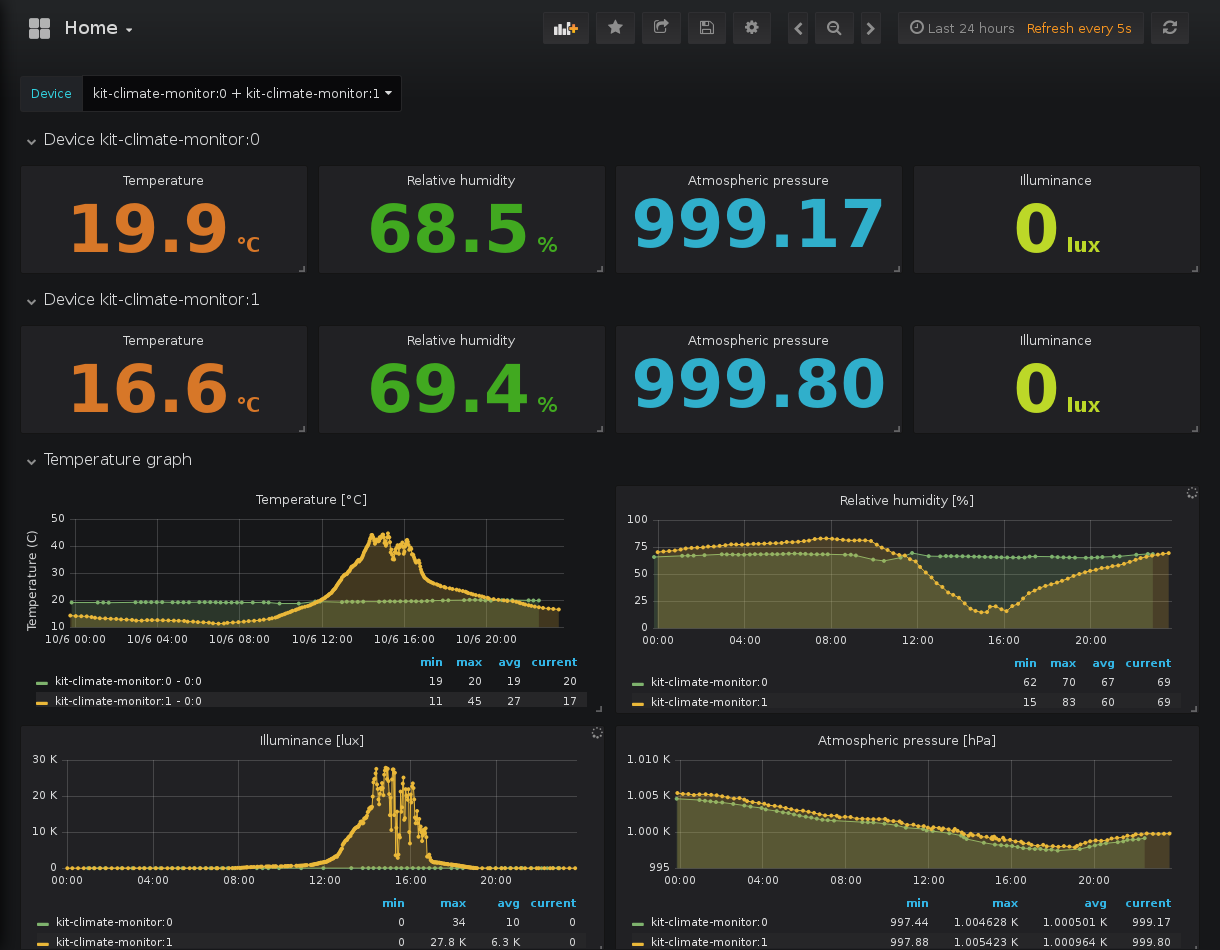 Home
Last 24 hours Refresh every 5s
Device kit-climate-monitor:0 + kit-climate-monitor:1
Device kit-climate-monitor:0
Temperature Relative humidity Atmospheric pressure Illuminance
19.9 °C 68.5 % 999.17 0 lux
Device kit-climate-monitor:1
Temperature Relative humidity Atmospheric pressure Illuminance
16.6 °C 69.4 % 999.80 0 lux
Temperature graph
Temperature [°C]
Temperature (C)
50
40
30
20
10
10/6 00:00 10/6 04:00 10/6 08:00 10/6 12:00 10/6 16:00 10/6 20:00
min max avg current
kit-climate-monitor:0 - 0:0 19 20 19 20
kit-climate-monitor:1 - 0:0 11 45 27 17
Relative humidity [%]
100
75
50
25
0
00:00 04:00 08:00 12:00 16:00 20:00
min max avg current
kit-climate-monitor:0 62 70 67 69
kit-climate-monitor:1 15 83 60 69
Illuminance [lux]
30 K
20 K
10 K
0
00:00 04:00 08:00 12:00 16:00 20:00
min max avg current
kit-climate-monitor:0 0 34 10 0
kit-climate-monitor:1 0 27.8 K 6.3 K 0
Atmospheric pressure [hPa]
1.010 K
1.005 K
1.000 K
995
00:00 04:00 08:00 12:00 16:00 20:00
min max avg current
kit-climate-monitor:0 997.44 1.004628 K 1.000501 K 999.17
kit-climate-monitor:1 997.88 1.005423 K 1.000964 K 999.80